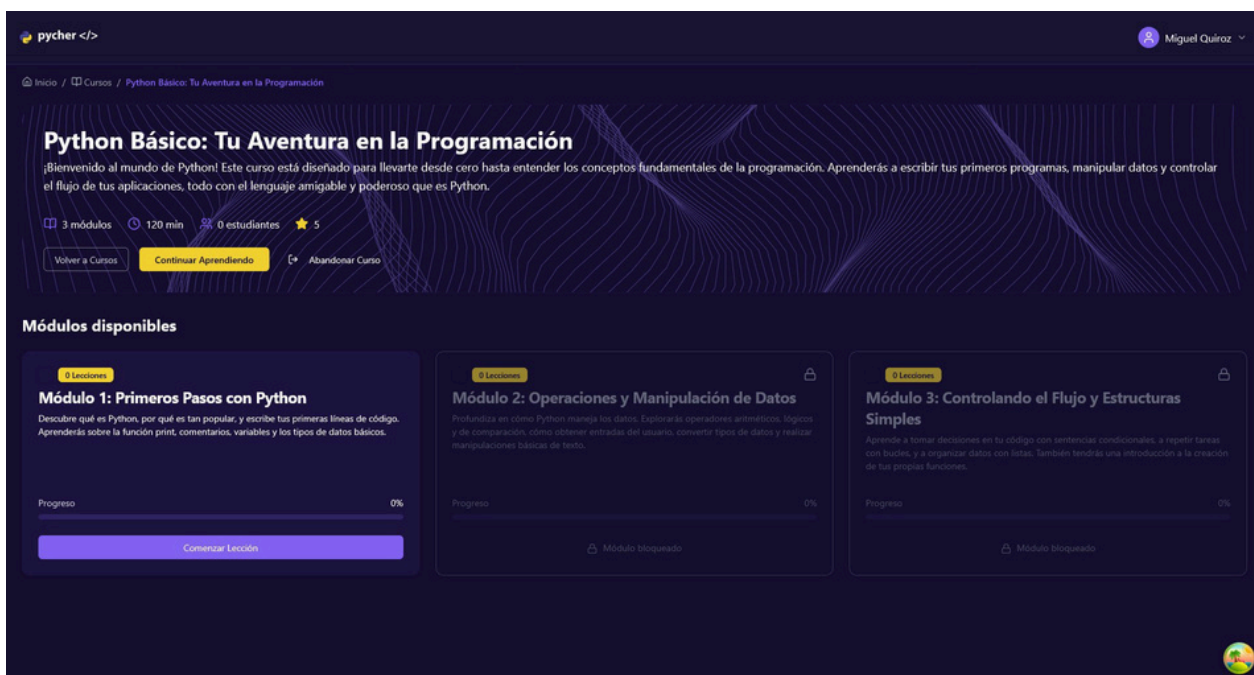 pycher </>
Miguel Quiroz
Inicio / Cursos / Python Básico: Tu Aventura en la Programación
Python Básico: Tu Aventura en la Programación
¡Bienvenido al mundo de Python! Este curso está diseñado para llevarte desde cero hasta entender los conceptos fundamentales de la programación. Aprenderás a escribir tus primeros programas, manipular datos y controlar
el flujo de tus aplicaciones, todo con el lenguaje amigable y poderoso que es Python.
3 módulos 120 min 0 estudiantes 5
Volver a Cursos Continuar Aprendiendo Abandonar Curso
Módulos disponibles
0 Lecciones
Módulo 1: Primeros Pasos con Python
Descubre qué es Python, por qué es tan popular, y escribe tus primeras líneas de código.
Aprenderás sobre la función print, comentarios, variables y los tipos de datos básicos.
Progreso 0%
Comenzar Lección
0 Lecciones
Módulo 2: Operaciones y Manipulación de Datos
Profundiza en cómo Python maneja los datos. Explorarás operadores aritméticos, lógicos
y de comparación, cómo obtener entradas del usuario, convertir tipos de datos y realizar
manipulaciones básicas de texto.
Progreso 0%
Módulo bloqueado
0 Lecciones
Módulo 3: Controlando el Flujo y Estructuras
Simples
Aprende a tomar decisiones en tu código con sentencias condicionales, a repetir tareas
con bucles, y a organizar datos con listas. También tendrás una introducción a la creación
de tus propias funciones.
Progreso 0%
Módulo bloqueado